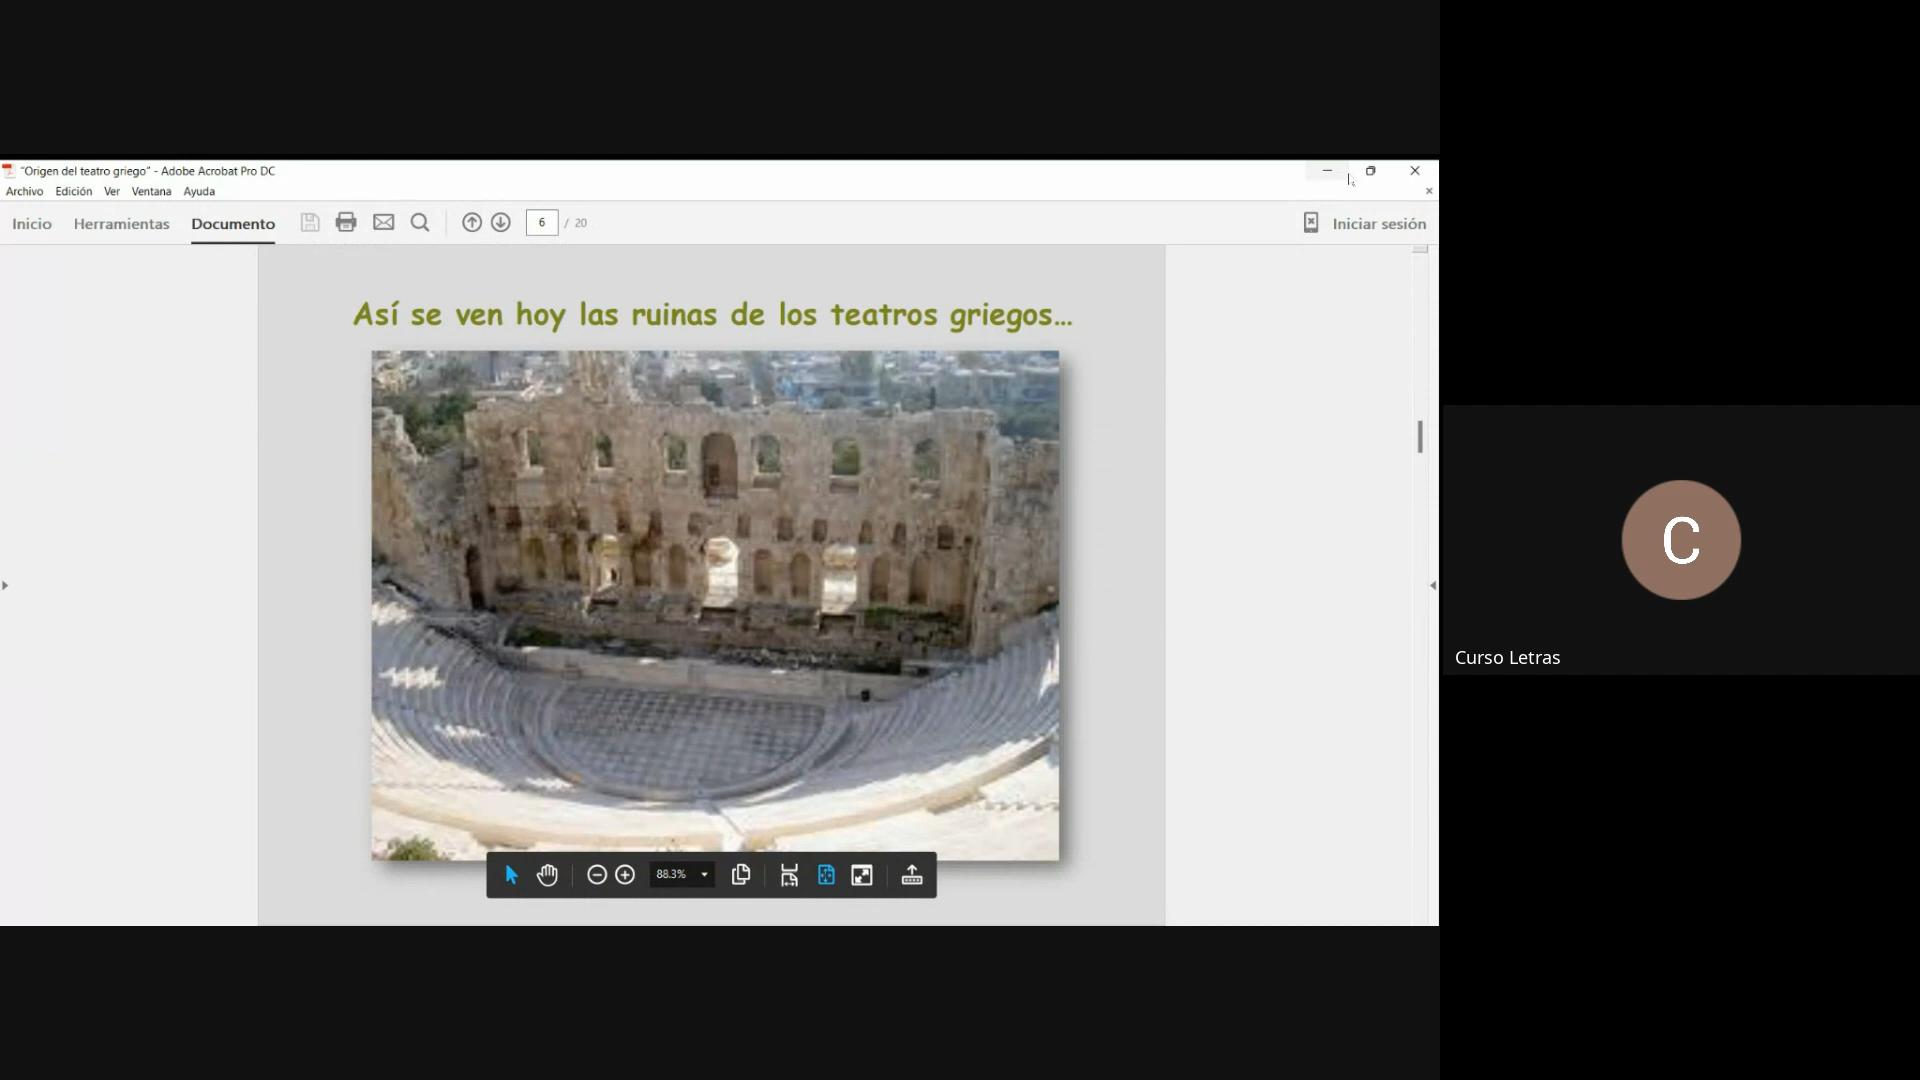 "Origen del teatro griego" - Adobe Acrobat Pro DC
Archivo Edición Ver Ventana Ayuda
Inicio Herramientas Documento 6 / 20 Iniciar sesión
Así se ven hoy las ruinas de los teatros griegos...
88.3%
C
Curso Letras